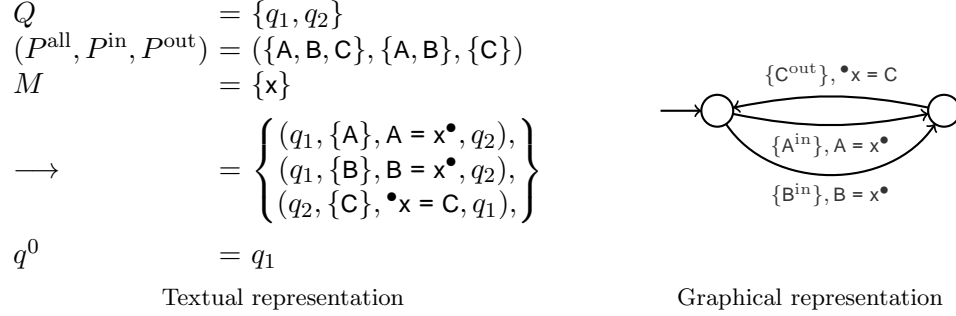 Q = {q₁, q₂}
(Pᵃˡˡ, Pⁱⁿ, Pᵒᵘᵗ) = ({A, B, C}, {A, B}, {C})
M = {x}
(q₁, {A}, A = x•, q₂),
⟶ = { (q₁, {B}, B = x•, q₂), }
(q₂, {C}, •x = C, q₁),
q⁰ = q₁
Textual representation
{Cᵒᵘᵗ}, •x = C
{Aⁱⁿ}, A = x•
{Bⁱⁿ}, B = x•
Graphical representation